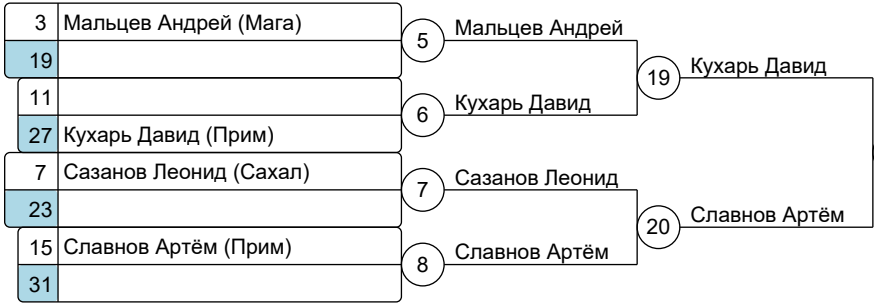 3 Мальцев Андрей (Мага)
19
5 Мальцев Андрей
11
27 Кухарь Давид (Прим)
6 Кухарь Давид
19 Кухарь Давид
7 Сазанов Леонид (Сахал)
23
7 Сазанов Леонид
15 Славнов Артём (Прим)
31
8 Славнов Артём
20 Славнов Артём